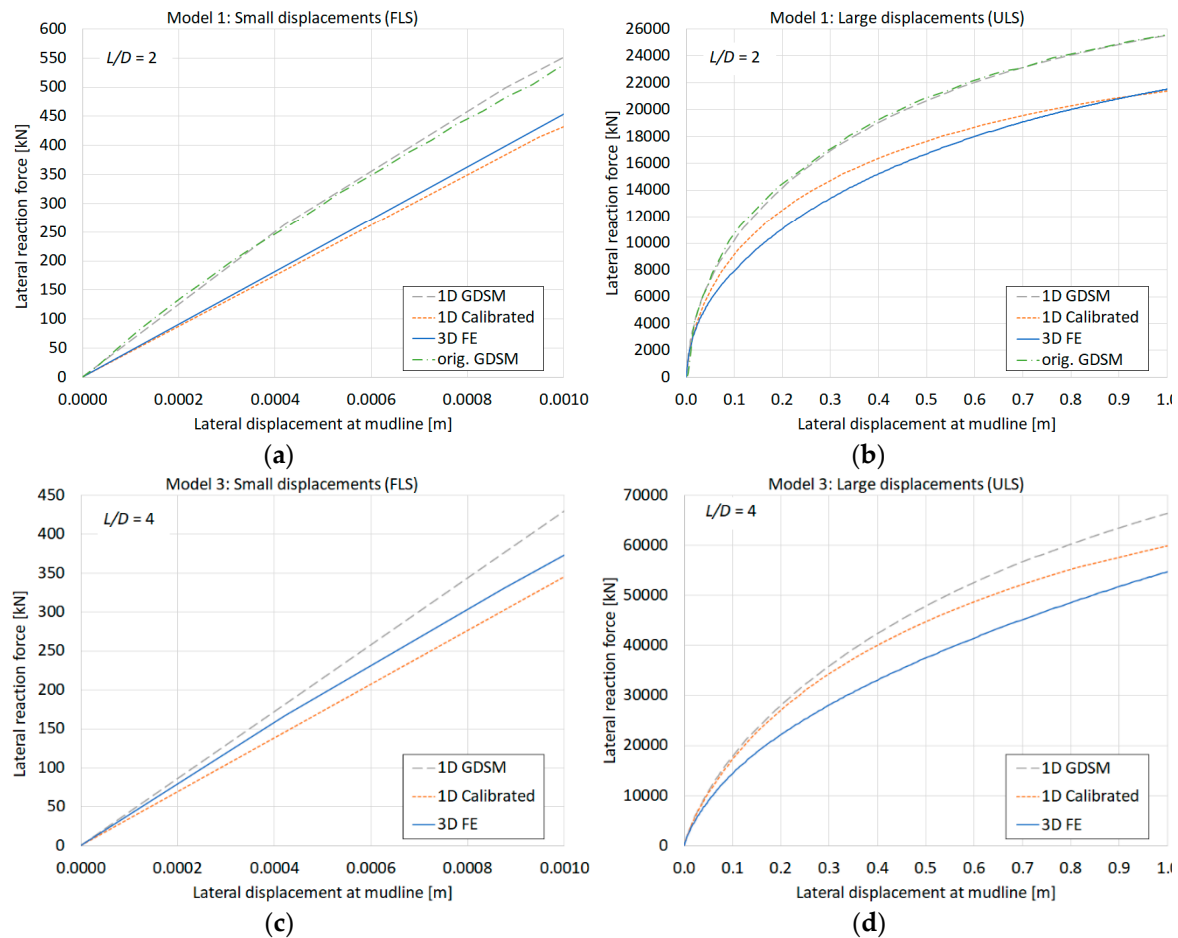 Model 1: Small displacements (FLS)
L/D = 2
Lateral reaction force [kN]
600
550
500
450
400
350
300
250
200
150
100
50
0
1D GDSM
1D Calibrated
3D FE
orig. GDSM
0.0000 0.0002 0.0004 0.0006 0.0008 0.0010
Lateral displacement at mudline [m]
(a)
Model 1: Large displacements (ULS)
L/D = 2
Lateral reaction force [kN]
26000
24000
22000
20000
18000
16000
14000
12000
10000
8000
6000
4000
2000
0
1D GDSM
1D Calibrated
3D FE
orig. GDSM
0.0 0.1 0.2 0.3 0.4 0.5 0.6 0.7 0.8 0.9 1.0
Lateral displacement at mudline [m]
(b)
Model 3: Small displacements (FLS)
L/D = 4
Lateral reaction force [kN]
450
400
350
300
250
200
150
100
50
0
1D GDSM
1D Calibrated
3D FE
0.0000 0.0002 0.0004 0.0006 0.0008 0.0010
Lateral displacement at mudline [m]
(c)
Model 3: Large displacements (ULS)
L/D = 4
Lateral reaction force [kN]
70000
60000
50000
40000
30000
20000
10000
0
1D GDSM
1D Calibrated
3D FE
0.0 0.1 0.2 0.3 0.4 0.5 0.6 0.7 0.8 0.9 1.0
Lateral displacement at mudline [m]
(d)